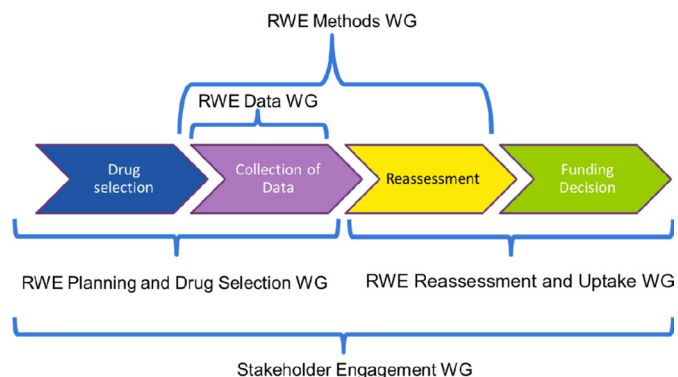 RWE Methods WG
RWE Data WG
Drug
selection
Collection of
Data
Reassessment
Funding
Decision
RWE Planning and Drug Selection WG
RWE Reassessment and Uptake WG
Stakeholder Engagement WG